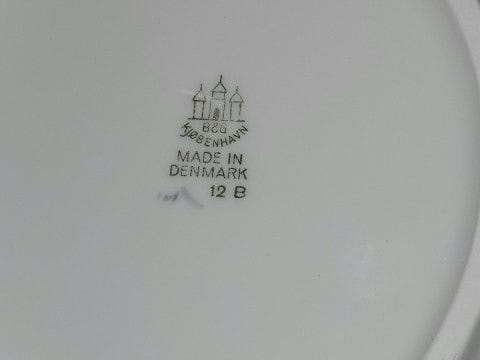 B&G
KJØBENHAVN
MADE IN
DENMARK
12 B